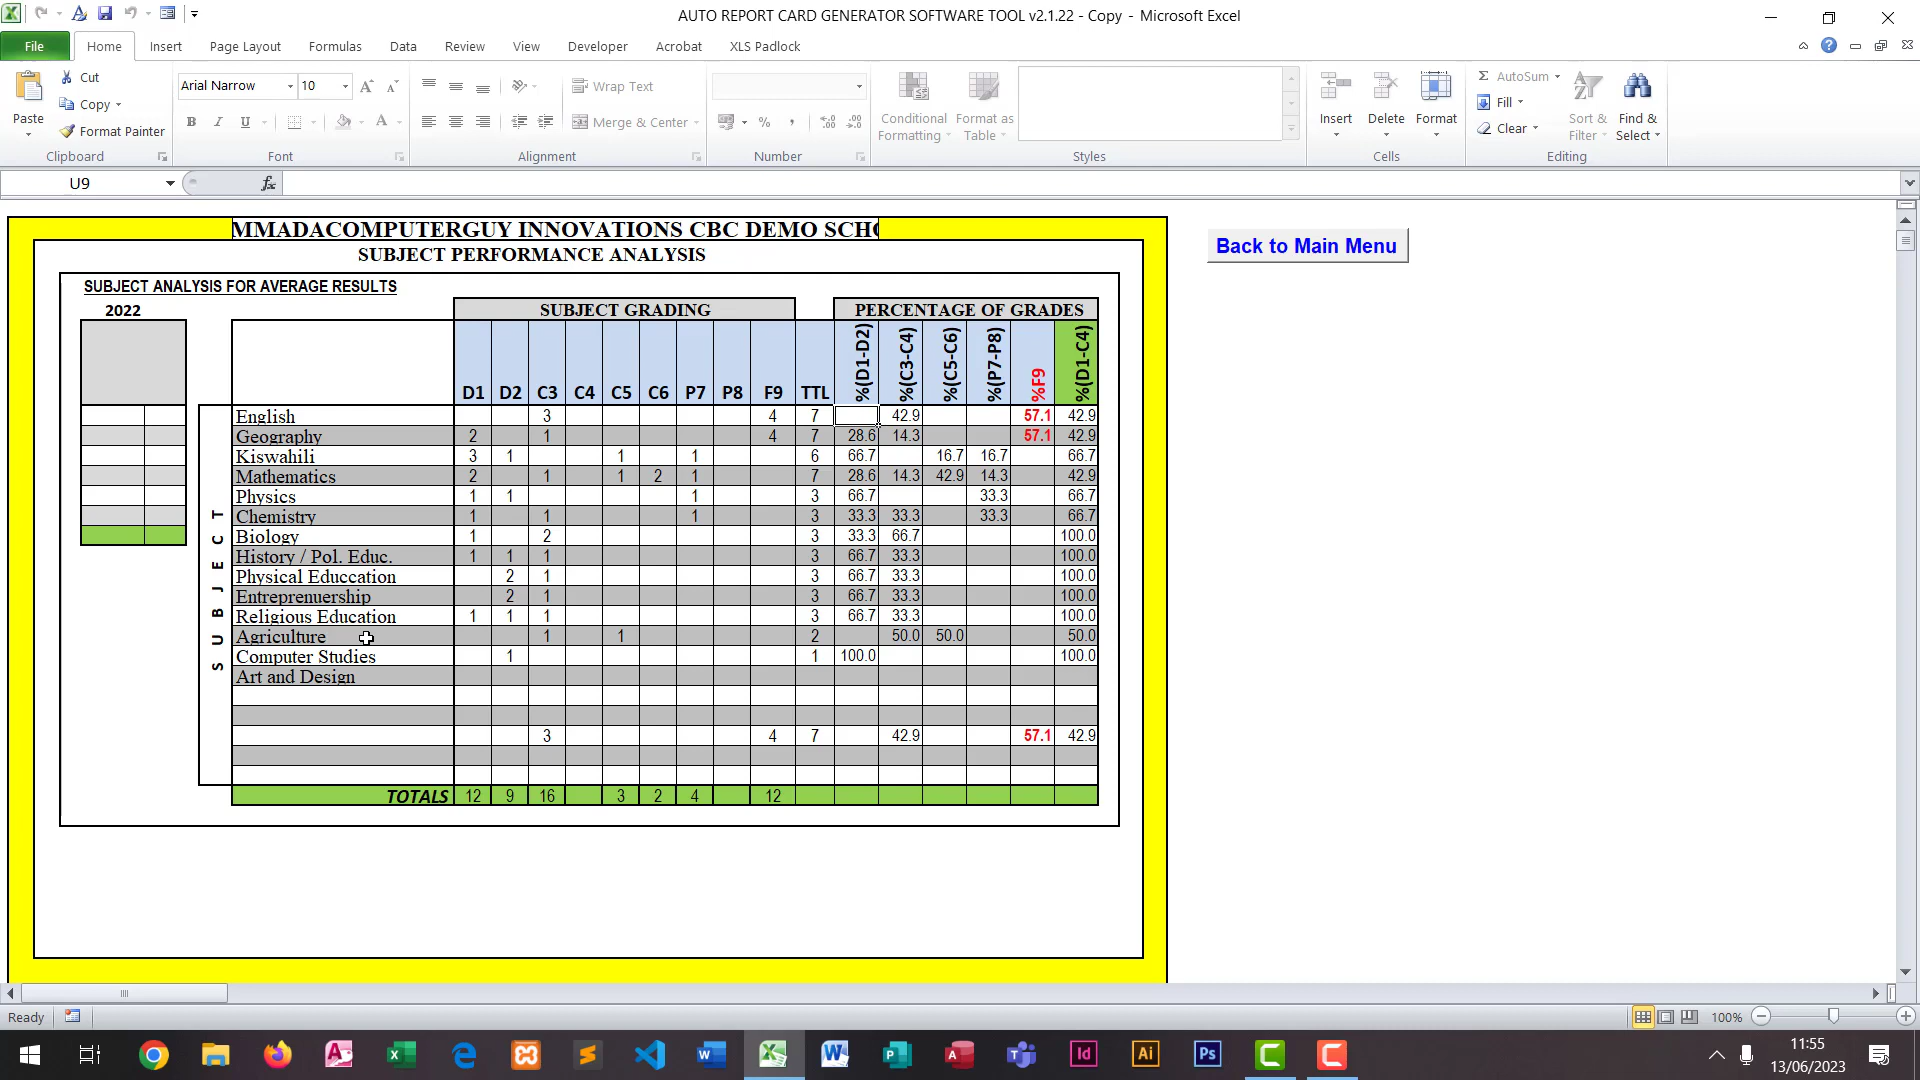 AUTO REPORT CARD GENERATOR SOFTWARE TOOL v2.1.22 - Copy - Microsoft Excel
File Home Insert Page Layout Formulas Data Review View Developer Acrobat XLS Padlock
Paste
Cut
Copy
Format Painter
Clipboard
Arial Narrow 10
B I U
Font
Wrap Text
Merge & Center
Alignment
Number
Conditional Formatting
Format as Table
Styles
Insert Delete Format
Cells
AutoSum
Fill
Clear
Sort & Filter
Find & Select
Editing
U9
fx
MMADACOMPUTERGUY INNOVATIONS CBC DEMO SCH
SUBJECT PERFORMANCE ANALYSIS
Back to Main Menu
SUBJECT ANALYSIS FOR AVERAGE RESULTS
2022
SUBJECT GRADING PERCENTAGE OF GRADES
D1 D2 C3 C4 C5 C6 P7 P8 F9 TTL %(D1-D2) %(C3-C4) %(C5-C6) %(P7-P8) %F9 %(D1-C4)
SUBJECT
English 3 4 7 42.9 57.1 42.9
Geography 2 1 4 7 28.6 14.3 57.1 42.9
Kiswahili 3 1 1 1 6 66.7 16.7 16.7 66.7
Mathematics 2 1 1 2 1 7 28.6 14.3 42.9 14.3 42.9
Physics 1 1 1 3 66.7 33.3 66.7
Chemistry 1 1 1 3 33.3 33.3 33.3 66.7
Biology 1 2 3 33.3 66.7 100.0
History / Pol. Educ. 1 1 1 3 66.7 33.3 100.0
Physical Educcation 2 1 3 66.7 33.3 100.0
Entreprenuership 2 1 3 66.7 33.3 100.0
Religious Education 1 1 1 3 66.7 33.3 100.0
Agriculture 1 1 2 50.0 50.0 50.0
Computer Studies 1 1 100.0 100.0
Art and Design
3 4 7 42.9 57.1 42.9
TOTALS 12 9 16 3 2 4 12
Ready 100%
11:55
13/06/2023